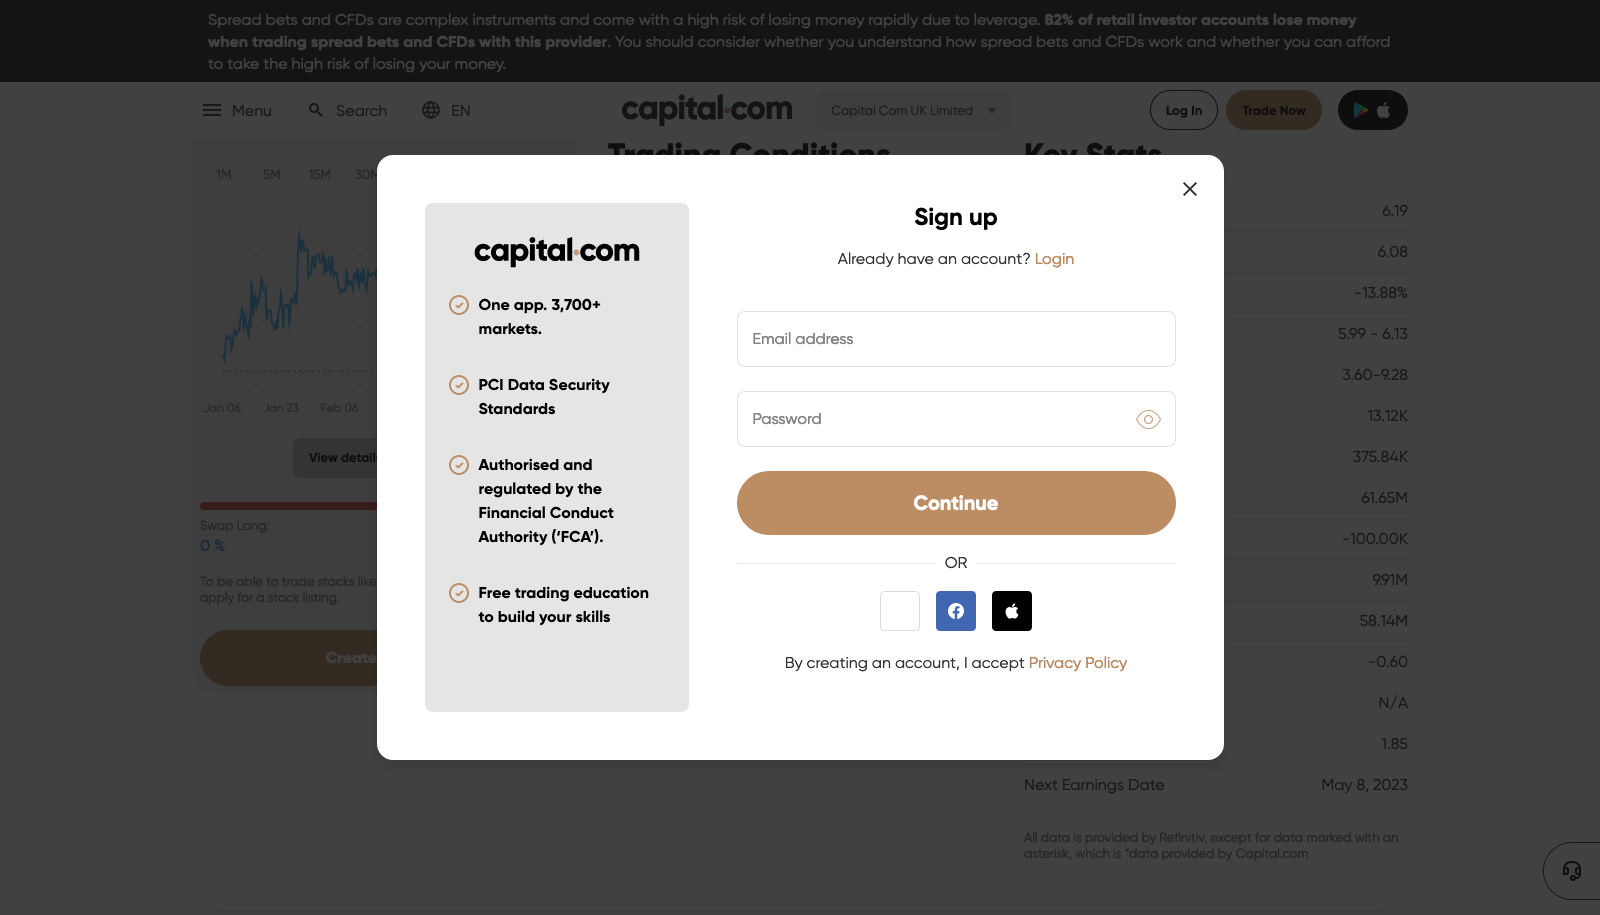 Spread bets and CFDs are complex instruments and come with a high risk of losing money rapidly due to leverage. 82% of retail investor accounts lose money
when trading spread bets and CFDs with this provider. You should consider whether you understand how spread bets and CFDs work and whether you can afford
to take the high risk of losing your money.
Menu
Search
EN
capital.com
Capital Com UK Limited
Log In
Trade Now
Trading Conditions
Key Stats
1M
5M
15M
Jan 06
Jan 23
Feb 06
Swap Long:
0 %
To be able to trade stocks like
apply for a stock listing.
Create
capital.com
One app. 3,700+
markets.
PCI Data Security
Standards
Authorised and
regulated by the
Financial Conduct
Authority (‘FCA’).
Free trading education
to build your skills
Sign up
Already have an account? Login
Email address
Password
Continue
OR
By creating an account, I accept Privacy Policy
6.19
6.08
-13.88%
5.99 - 6.13
3.60-9.28
13.12K
375.84K
61.65M
-100.00K
9.91M
58.14M
-0.60
N/A
1.85
Next Earnings Date
May 8, 2023
All data is provided by Refinitiv, except for data marked with an
asterisk, which is *data provided by Capital.com